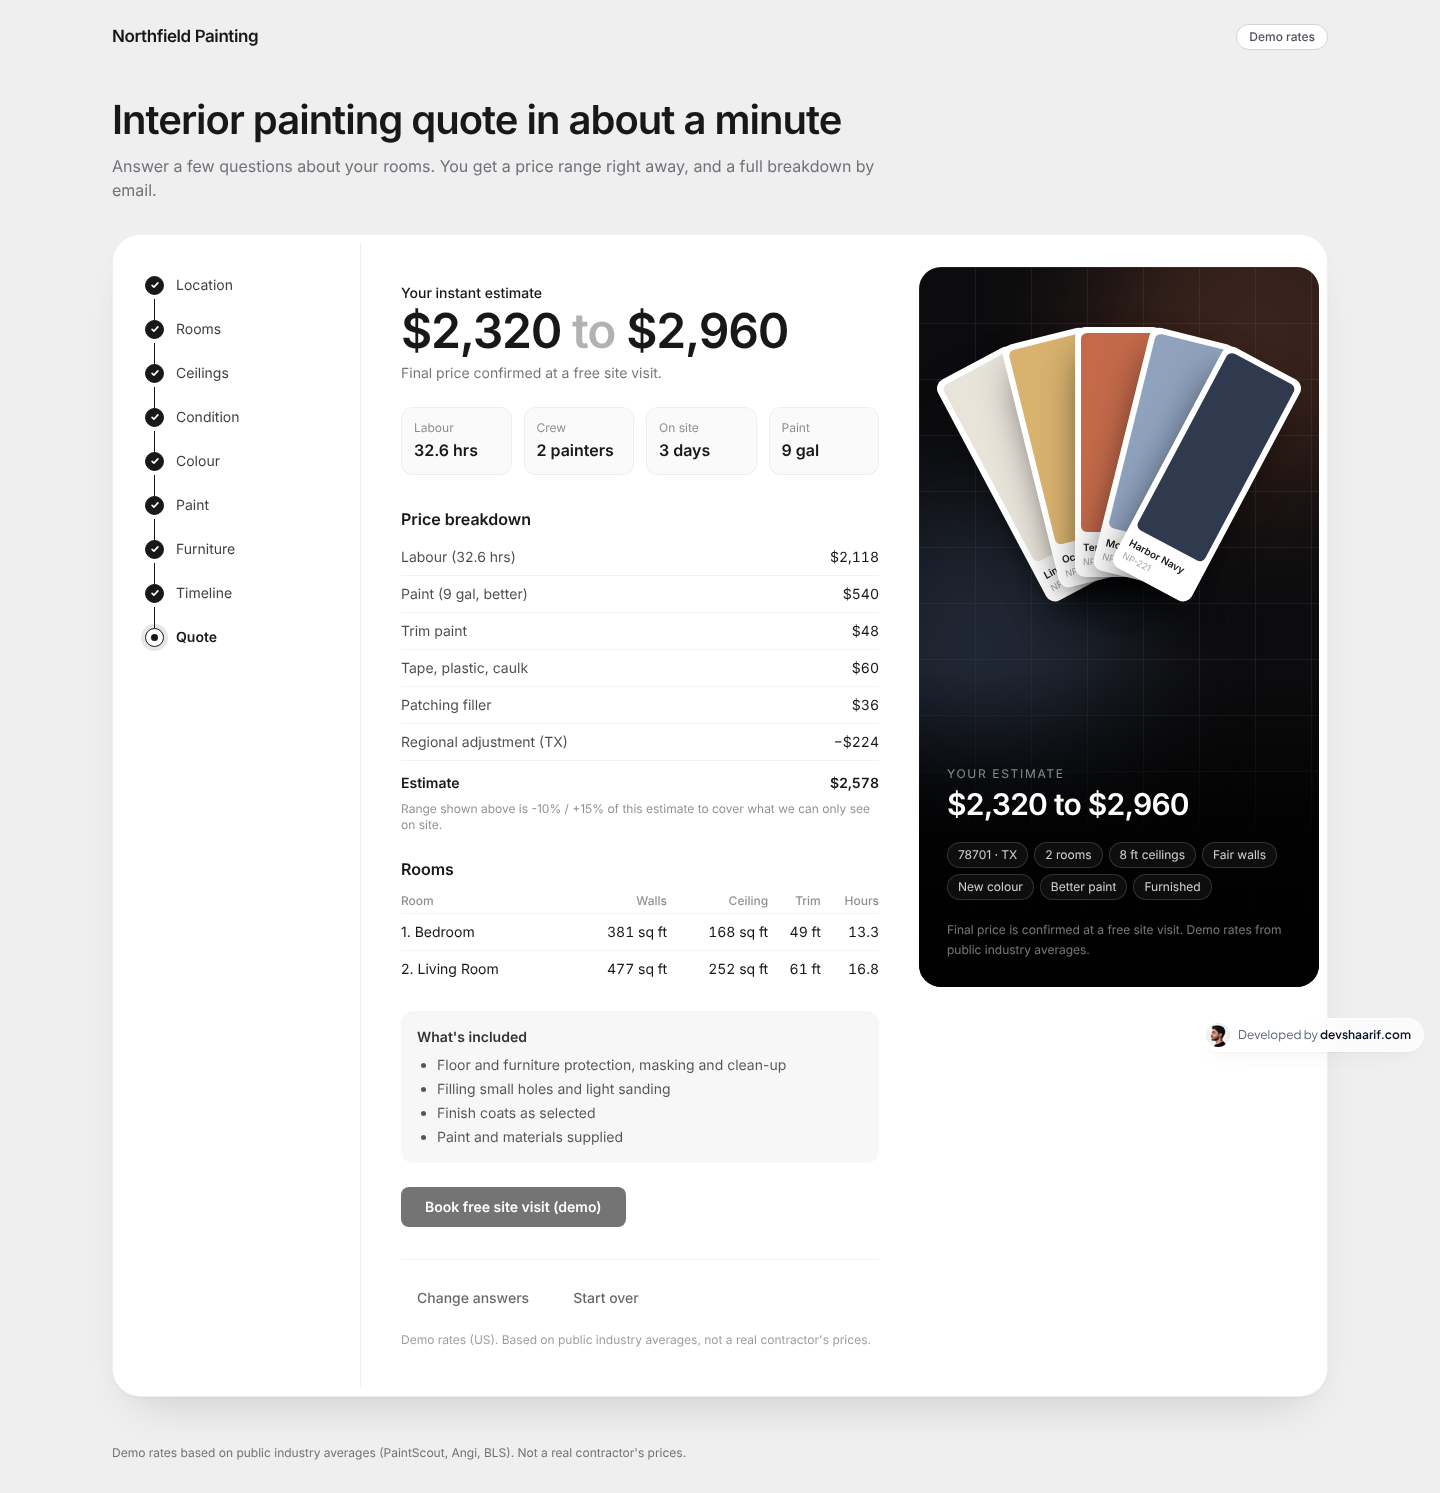 Northfield Painting
Demo rates
Interior painting quote in about a minute
Answer a few questions about your rooms. You get a price range right away, and a full breakdown by
email.
Location
Rooms
Ceilings
Condition
Colour
Paint
Furniture
Timeline
Quote
Your instant estimate
$2,320 to $2,960
Final price confirmed at a free site visit.
Labour
32.6 hrs
Crew
2 painters
On site
3 days
Paint
9 gal
Price breakdown
Labour (32.6 hrs) $2,118
Paint (9 gal, better) $540
Trim paint $48
Tape, plastic, caulk $60
Patching filler $36
Regional adjustment (TX) −$224
Estimate $2,578
Range shown above is -10% / +15% of this estimate to cover what we can only see
on site.
Rooms
Room Walls Ceiling Trim Hours
1. Bedroom 381 sq ft 168 sq ft 49 ft 13.3
2. Living Room 477 sq ft 252 sq ft 61 ft 16.8
What's included
Floor and furniture protection, masking and clean-up
Filling small holes and light sanding
Finish coats as selected
Paint and materials supplied
Book free site visit (demo)
Change answers
Start over
Demo rates (US). Based on public industry averages, not a real contractor's prices.
Harbor Navy
NP-221
YOUR ESTIMATE
$2,320 to $2,960
78701 · TX
2 rooms
8 ft ceilings
Fair walls
New colour
Better paint
Furnished
Final price is confirmed at a free site visit. Demo rates from
public industry averages.
Developed by devshaarif.com
Demo rates based on public industry averages (PaintScout, Angi, BLS). Not a real contractor's prices.